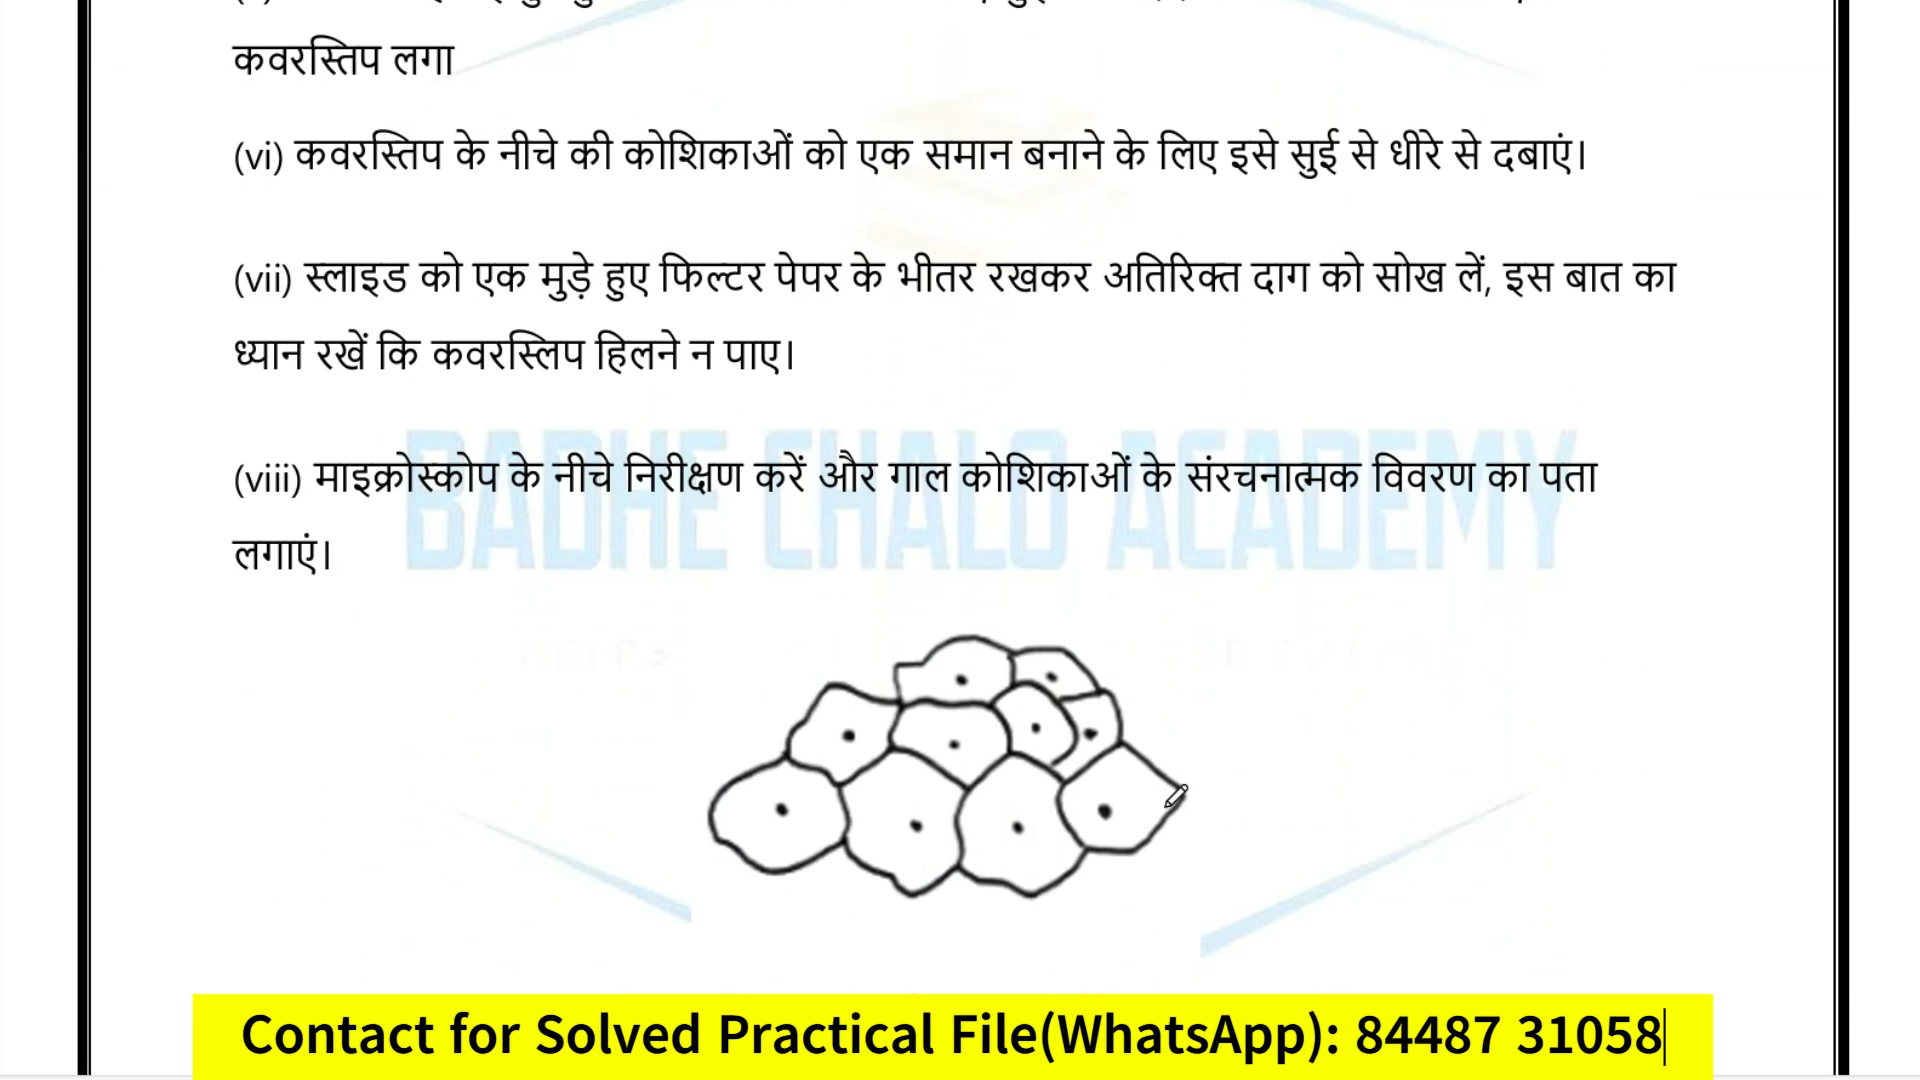 कवरस्तिप लगा
(vi) कवरस्तिप के नीचे की कोशिकाओं को एक समान बनाने के लिए इसे सुई से धीरे से दबाएं।
(vii) स्लाइड को एक मुड़े हुए फिल्टर पेपर के भीतर रखकर अतिरिक्त दाग को सोख लें, इस बात का
ध्यान रखें कि कवरस्लिप हिलने न पाए।
BADHE CHALO ACADEMY
(viii) माइक्रोस्कोप के नीचे निरीक्षण करें और गाल कोशिकाओं के संरचनात्मक विवरण का पता
लगाएं।
Contact for Solved Practical File(WhatsApp): 84487 31058